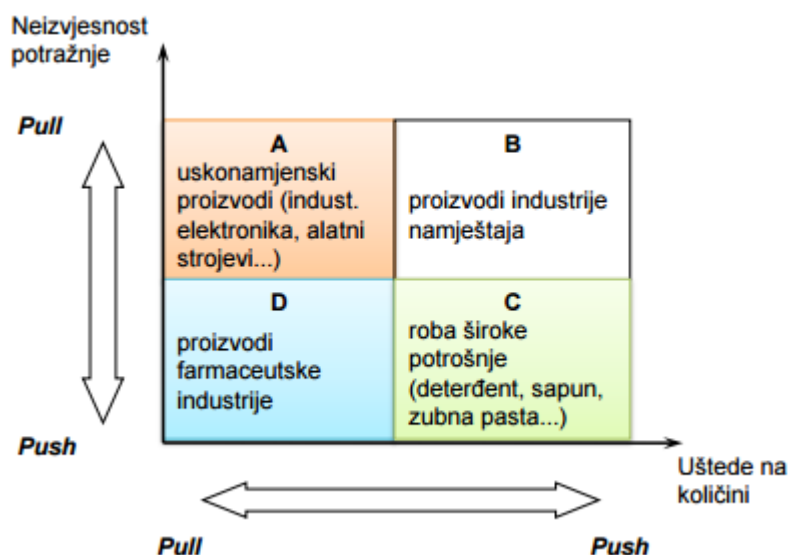 Neizvjesnost
potražnje
Pull
A
uskonamjenski
proizvodi (indust.
elektronika, alatni
strojevi...)
B
proizvodi industrije
namještaja
D
proizvodi
farmaceutske
industrije
C
roba široke
potrošnje
(deterđent, sapun,
zubna pasta...)
Push
Uštede na
količini
Pull
Push